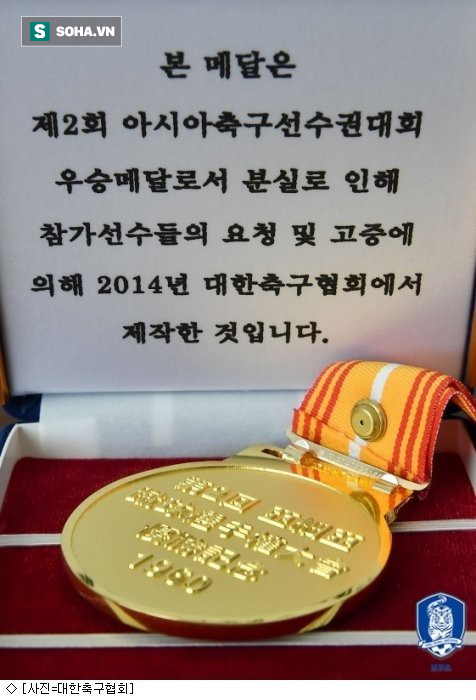 SOHA.VN
본 메달은
제2회 아시아축구선수권대회
우승메달로서 분실로 인해
참가선수들의 요청 및 고증에
의해 2014년 대한축구협회에서
제작한 것입니다.
第2回
1960
◇ [사진=대한축구협회]